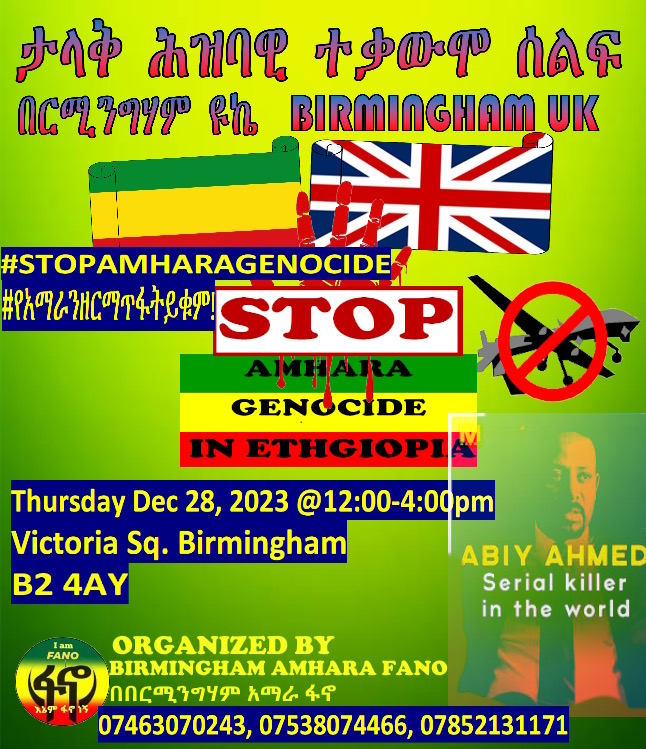 ታላቅ ሕዝባዊ ተቃውሞ ሰልፍ
በርሚንግሃም ዩኬ BIRMINGHAM UK
#STOPAMHARAGENOCIDE
#የአማራንዘርማጥፋትይቁም!
STOP
AMHARA
GENOCIDE
IN ETHGIOPIA
M
ABIY AHMED
Serial killer
in the world
Thursday Dec 28, 2023 @12:00-4:00pm
Victoria Sq. Birmingham
B2 4AY
I am
FANO
ፋኖ
እኔም ፋኖ ነኝ
ORGANIZED BY
BIRMINGHAM AMHARA FANO
በበርሚንግሃም አማራ ፋኖ
07463070243, 07538074466, 07852131171